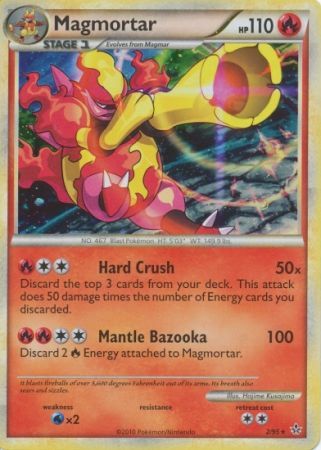 Magmortar HP 110
STAGE 1 Evolves from Magmar
NO. 467 Blast Pokémon. HT. 5'03" WT. 149.9 lbs.
Hard Crush 50x
Discard the top 3 cards from your deck. This attack
does 50 damage times the number of Energy cards you
discarded.
Mantle Bazooka 100
Discard 2 Energy attached to Magmortar.
Illus. Hajime Kusajima
It blasts fireballs of over 3,600 degrees Fahrenheit out of its arms. Its breath also
sears and sizzles.
weakness resistance retreat cost
x2
©2010 Pokémon/Nintendo 2/95